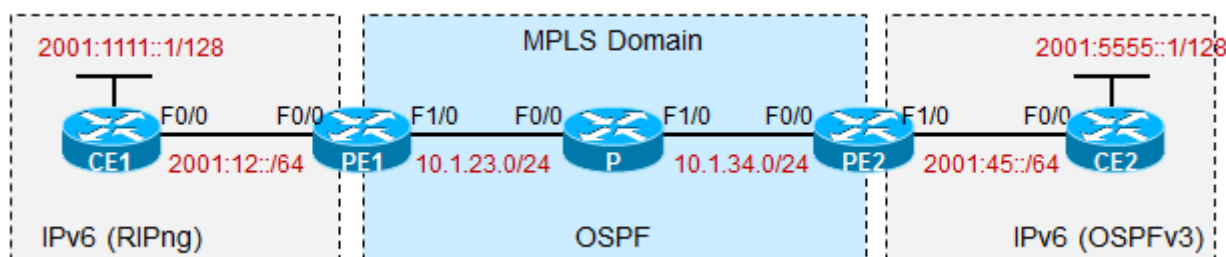 MPLS Domain
2001:1111::1/128
2001:5555::1/128
F0/0 F0/0 F1/0 F0/0 F1/0 F0/0 F1/0 F0/0
CE1 PE1 P PE2 CE2
2001:12::/64 10.1.23.0/24 10.1.34.0/24 2001:45::/64
IPv6 (RIPng) OSPF IPv6 (OSPFv3)